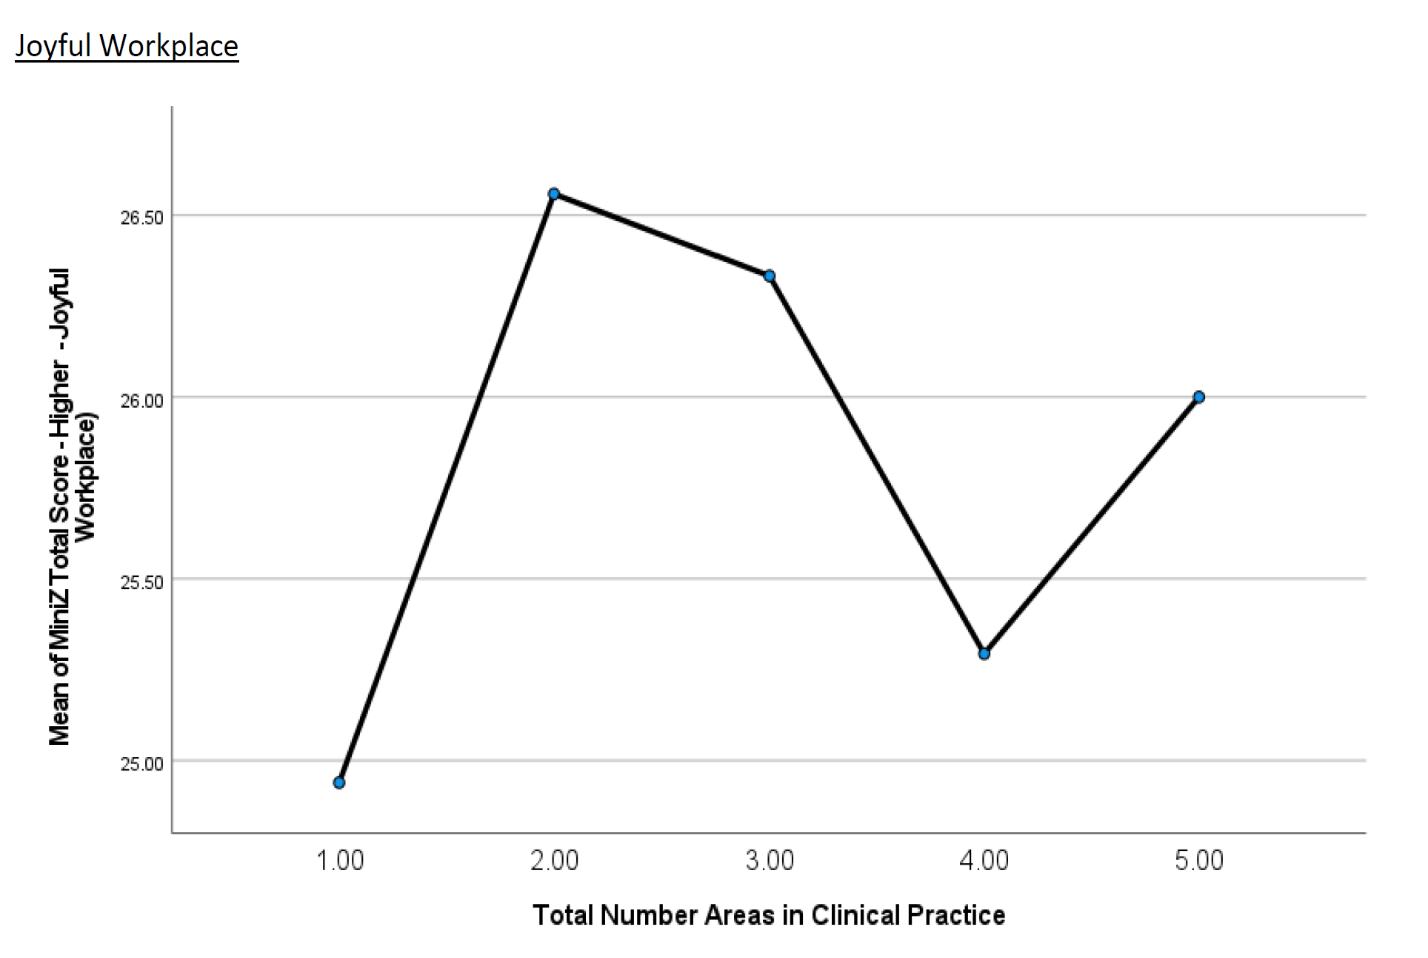 Joyful Workplace
Mean of MiniZ Total Score - Higher - Joyful
Workplace)
26.50
26.00
25.50
25.00
1.00 2.00 3.00 4.00 5.00
Total Number Areas in Clinical Practice